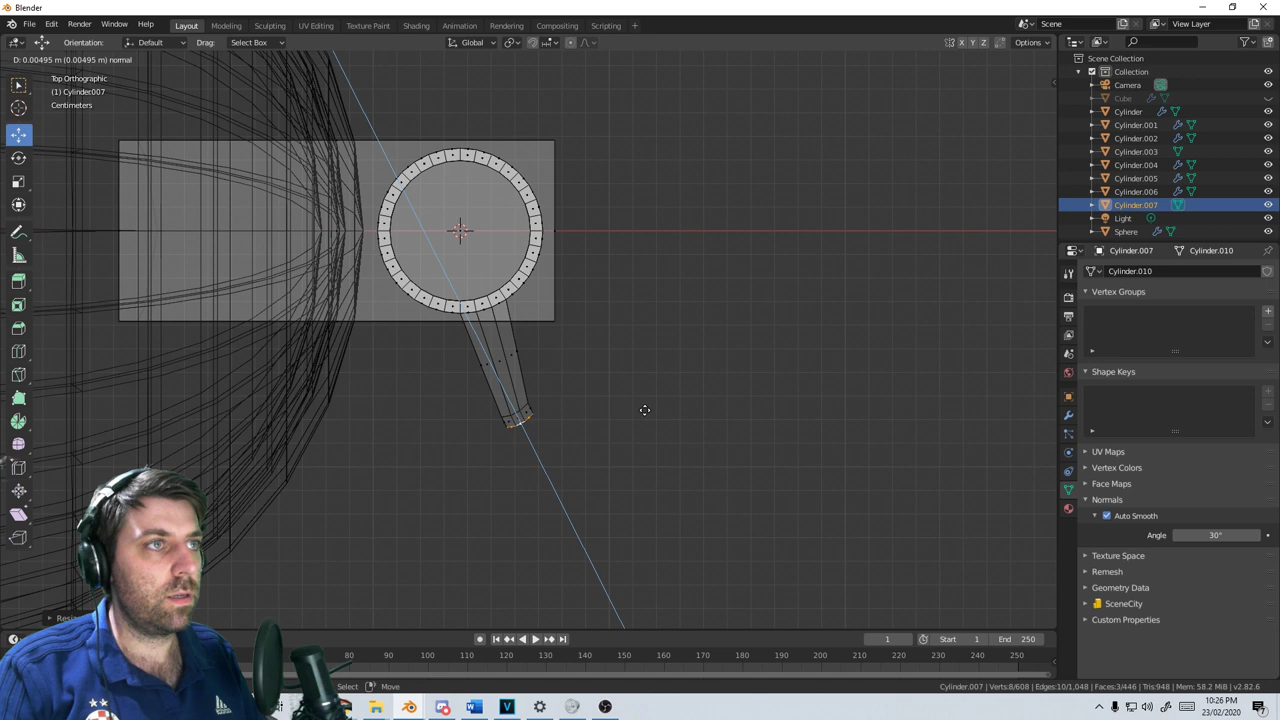 Blender
File Edit Render Window Help Layout Modeling Sculpting UV Editing Texture Paint Shading Animation Rendering Compositing Scripting + Scene View Layer
Orientation: Default Drag: Select Box Global X Y Z Options
D: 0.00495 m (0.00495 m) normal
Top Orthographic
(1) Cylinder.007
Centimeters
Scene Collection
Collection
Camera
Cube
Cylinder
Cylinder.001
Cylinder.002
Cylinder.003
Cylinder.004
Cylinder.005
Cylinder.006
Cylinder.007
Light
Sphere
Cylinder.007 Cylinder.010
Cylinder.010
Vertex Groups
Shape Keys
UV Maps
Vertex Colors
Face Maps
Normals
Auto Smooth
Angle 30°
Texture Space
Remesh
Geometry Data
SceneCity
Custom Properties
1 Start 1 End 250
80 90 100 110 120 130 140 150 160 170 180 190 200 210 220 230 240 250
Select Move
Cylinder.007 | Verts:8/608 | Edges:10/1,048 | Faces:3/446 | Tris:948 | Mem: 58.2 MiB | v2.82.6
10:26 PM
23/02/2020